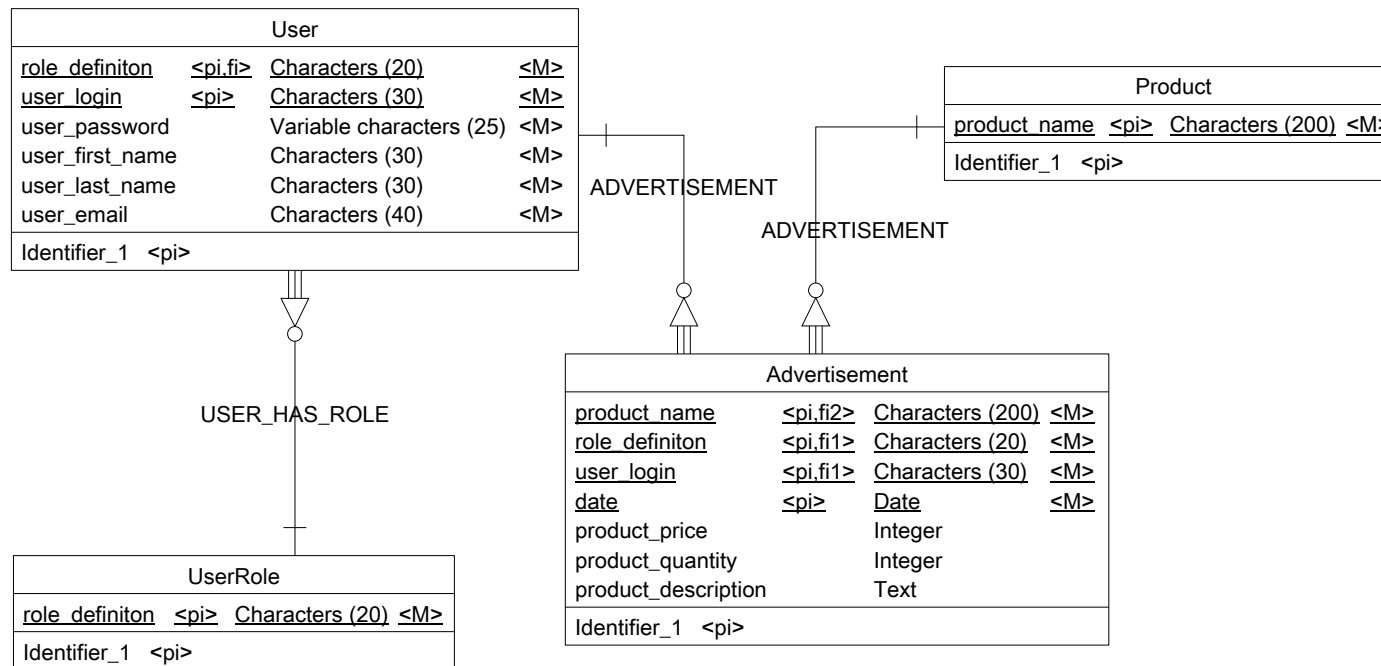 User
role_definiton <pi,fi> Characters (20) <M>
user_login <pi> Characters (30) <M>
user_password Variable characters (25) <M>
user_first_name Characters (30) <M>
user_last_name Characters (30) <M>
user_email Characters (40) <M>
Identifier_1 <pi>
Product
product_name <pi> Characters (200) <M>
Identifier_1 <pi>
ADVERTISEMENT
ADVERTISEMENT
USER_HAS_ROLE
Advertisement
product_name <pi,fi2> Characters (200) <M>
role_definiton <pi,fi1> Characters (20) <M>
user_login <pi,fi1> Characters (30) <M>
date <pi> Date <M>
product_price Integer
product_quantity Integer
product_description Text
Identifier_1 <pi>
UserRole
role_definiton <pi> Characters (20) <M>
Identifier_1 <pi>